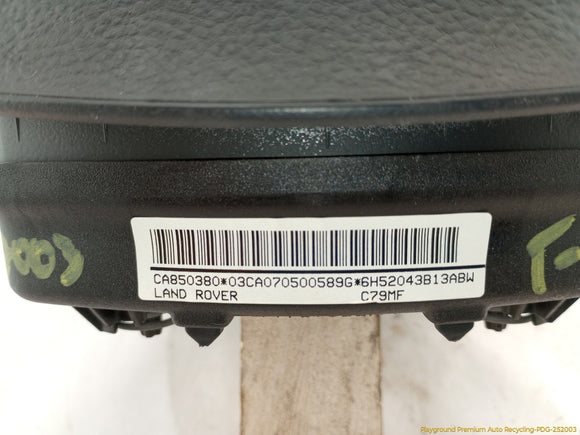 CA850380*03CA070500589G*6H52043B13ABW
LAND ROVER C79MF
Playground Premium Auto Recycling-PDG-252003